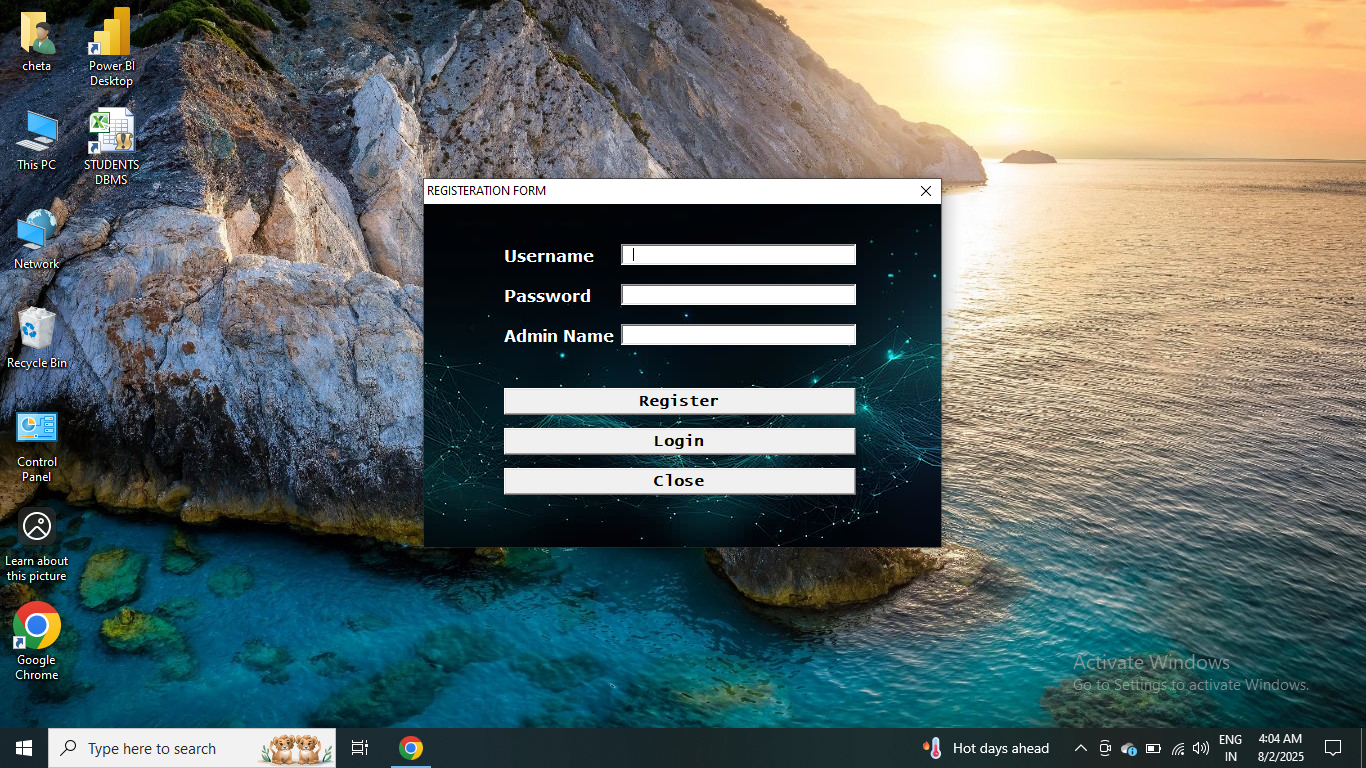 cheta
Power BI
Desktop
This PC
STUDENTS
DBMS
Network
Recycle Bin
Control
Panel
Learn about
this picture
Google
Chrome
REGISTERATION FORM
Username
Password
Admin Name
Register
Login
Close
Activate Windows
Go to Settings to activate Windows.
Type here to search
Hot days ahead
ENG
IN
4:04 AM
8/2/2025